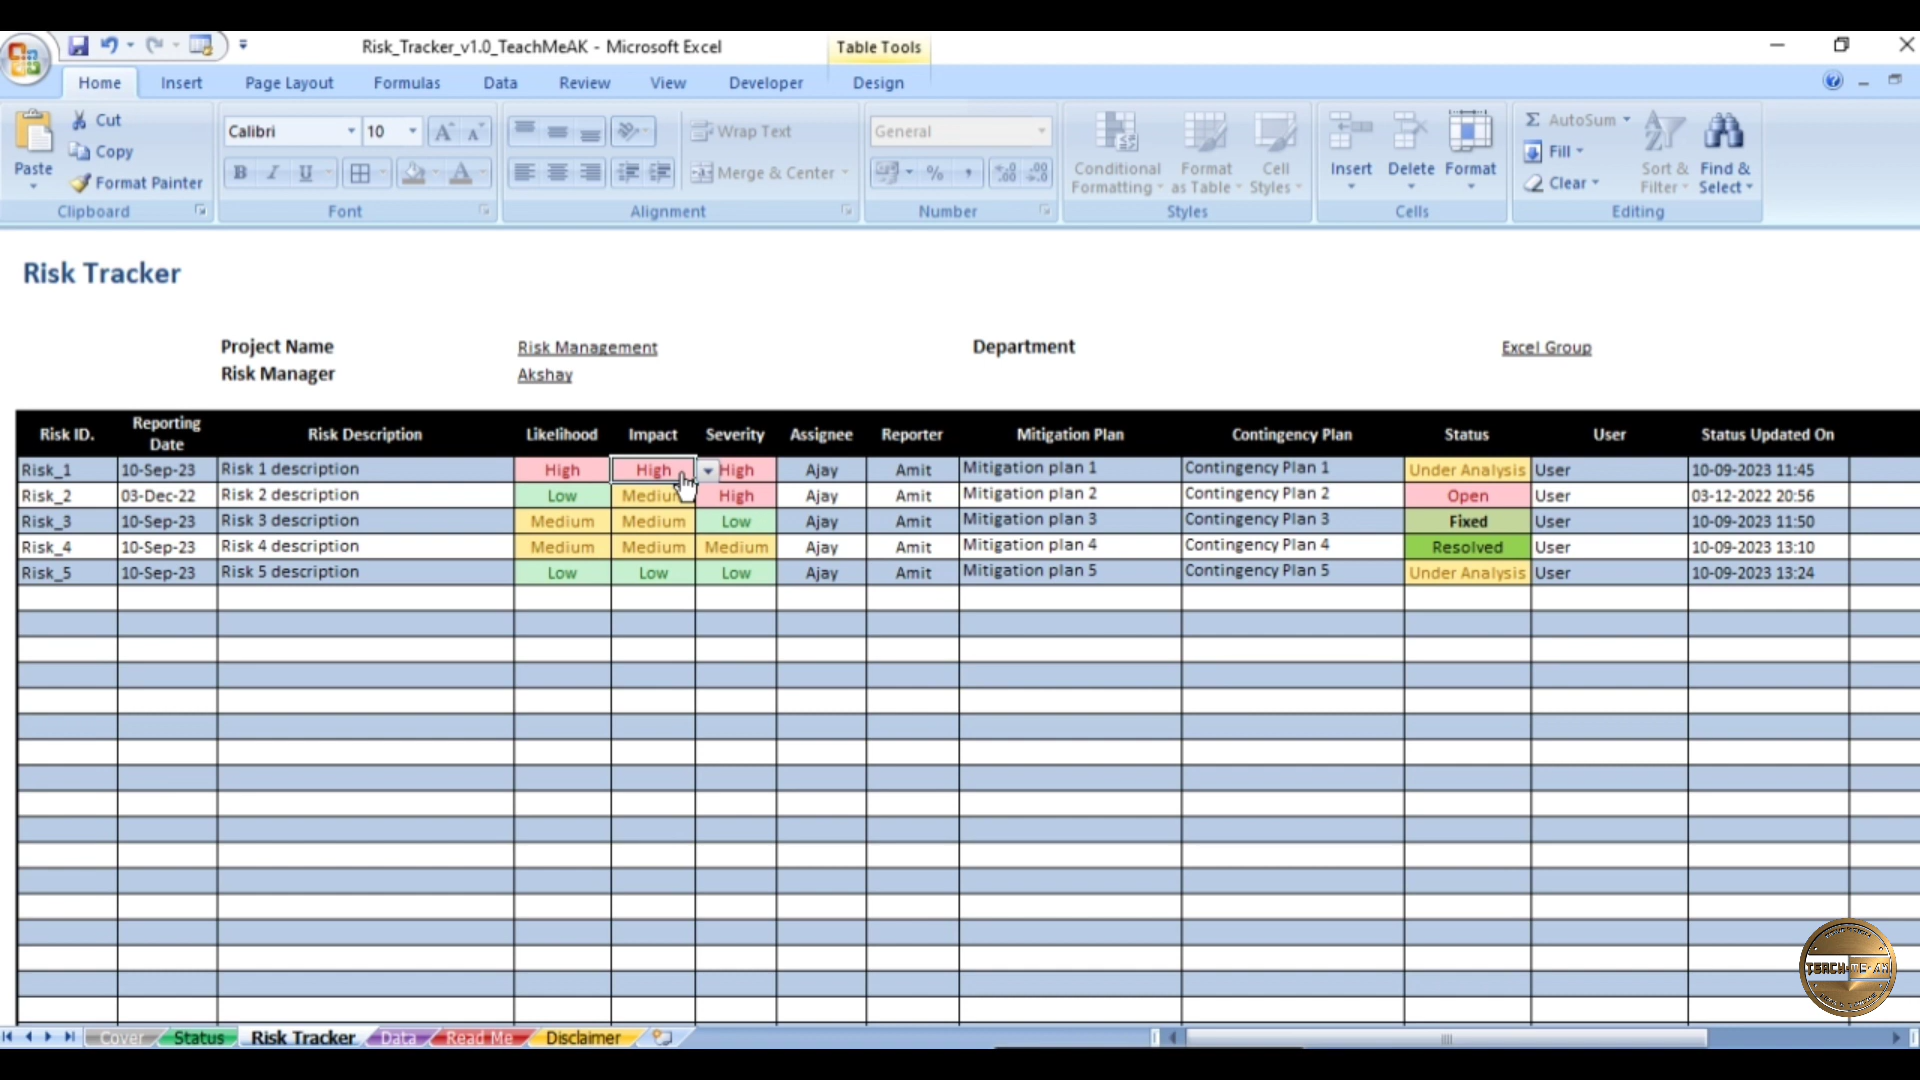 Risk_Tracker_v1.0_TeachMeAK - Microsoft Excel
Table Tools
Home Insert Page Layout Formulas Data Review View Developer Design
Cut
Copy
Format Painter
Paste
Calibri 10
B I U
Wrap Text
Merge & Center
General
%
Conditional Formatting
Format as Table
Cell Styles
Insert Delete Format
Σ AutoSum
Fill
Clear
Sort & Filter
Find & Select
Clipboard Font Alignment Number Styles Cells Editing
Risk Tracker
Project Name Risk Management Department Excel Group
Risk Manager Akshay
Risk ID. Reporting Date Risk Description Likelihood Impact Severity Assignee Reporter Mitigation Plan Contingency Plan Status User Status Updated On
Risk_1 10-Sep-23 Risk 1 description High High High Ajay Amit Mitigation plan 1 Contingency Plan 1 Under Analysis User 10-09-2023 11:45
Risk_2 03-Dec-22 Risk 2 description Low Medium High Ajay Amit Mitigation plan 2 Contingency Plan 2 Open User 03-12-2022 20:56
Risk_3 10-Sep-23 Risk 3 description Medium Medium Low Ajay Amit Mitigation plan 3 Contingency Plan 3 Fixed User 10-09-2023 11:50
Risk_4 10-Sep-23 Risk 4 description Medium Medium Medium Ajay Amit Mitigation plan 4 Contingency Plan 4 Resolved User 10-09-2023 13:10
Risk_5 10-Sep-23 Risk 5 description Low Low Low Ajay Amit Mitigation plan 5 Contingency Plan 5 Under Analysis User 10-09-2023 13:24
TEACH-ME-AK
Cover Status Risk Tracker Data Read Me Disclaimer